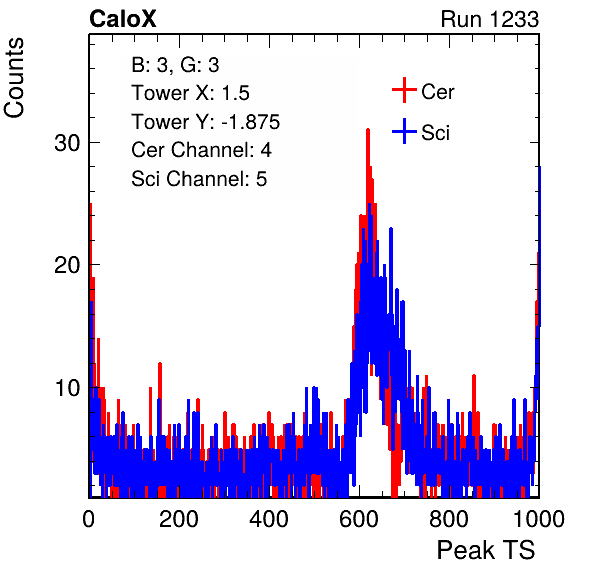 CaloX Run 1233
Counts
B: 3, G: 3
Tower X: 1.5
Tower Y: -1.875
Cer Channel: 4
Sci Channel: 5
Cer
Sci
30
20
10
0 200 400 600 800 1000
Peak TS